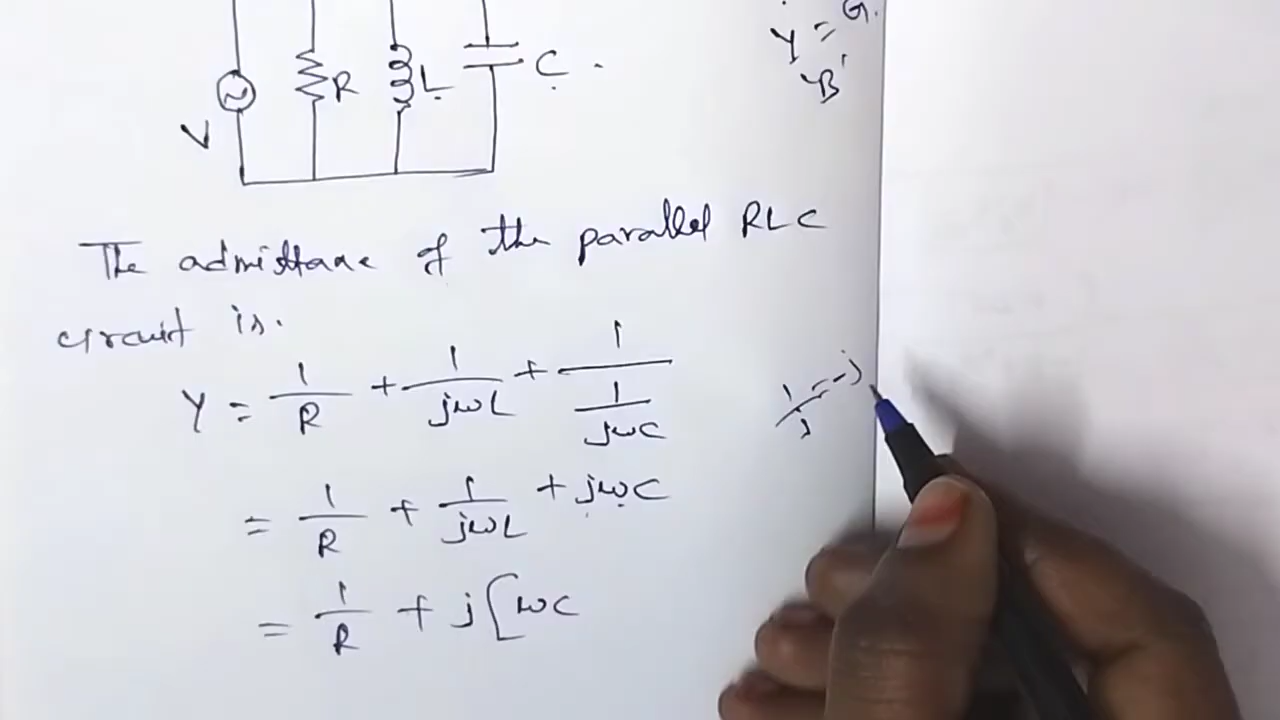 R
L
C
V
G.
Y =
'B'
The admittance of the parallel RLC
circuit is.
Y = 1/R + 1/jωL + 1/(1/jωC)
1/j = -j
= 1/R + 1/jωL + jωC
= 1/R + j[ωC